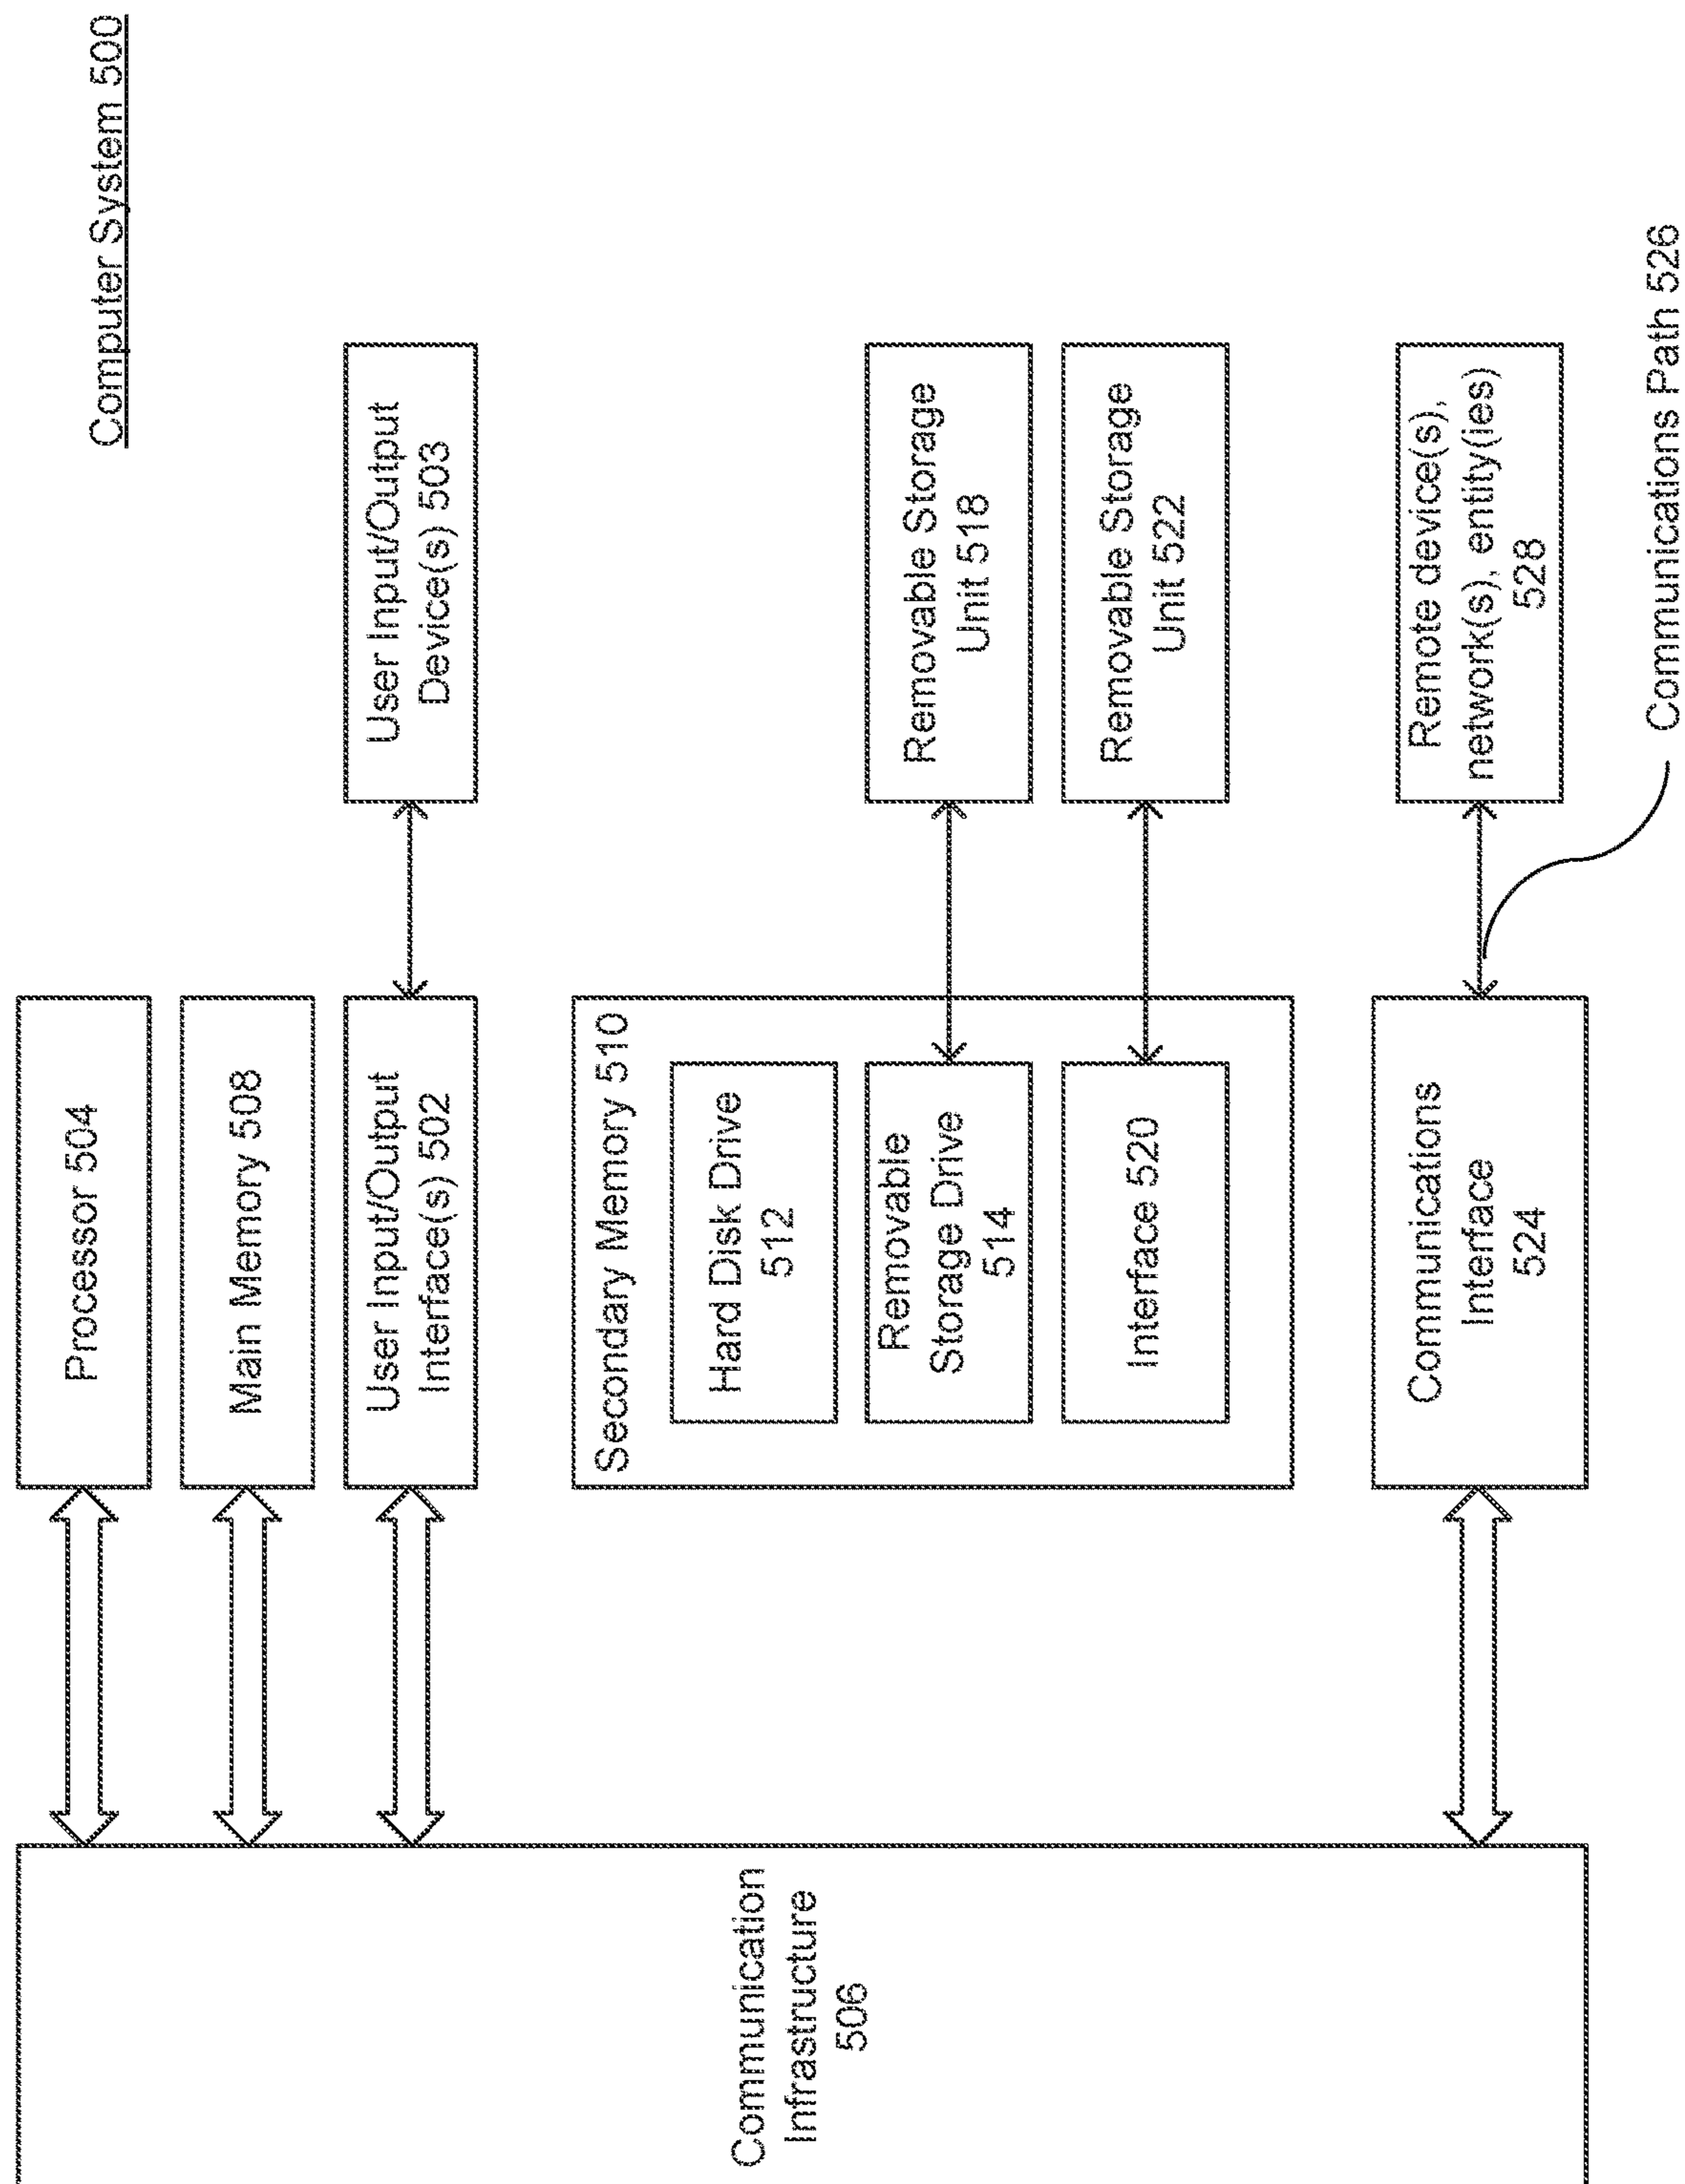 Computer System 500
Processor 504
Main Memory 508
User Input/Output
Interface(s) 502
User Input/Output
Device(s) 503
Secondary Memory 510
Hard Disk Drive
512
Removable
Storage Drive
514
Removable Storage
Unit 518
Interface 520
Removable Storage
Unit 522
Communication
Infrastructure
506
Communications
Interface
524
Remote device(s),
network(s), entity(ies)
528
Communications Path 526